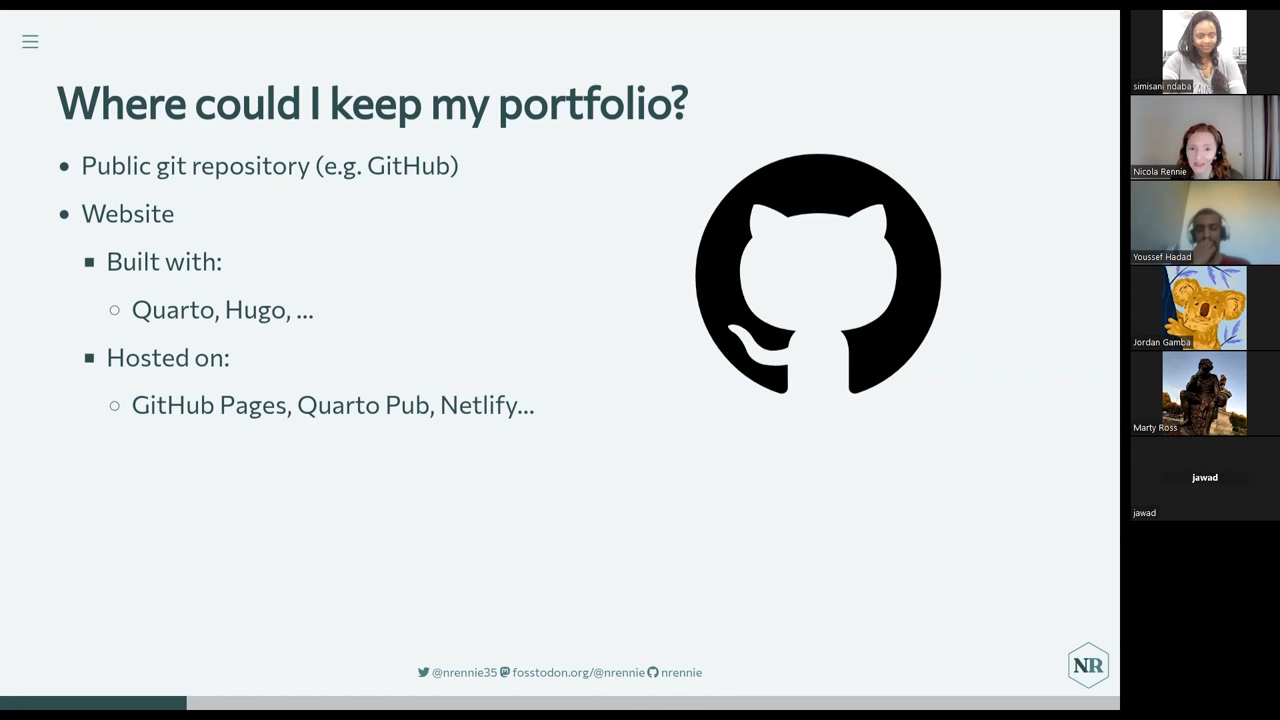 Where could I keep my portfolio?
• Public git repository (e.g. GitHub)
• Website
▪ Built with:
○ Quarto, Hugo, ...
▪ Hosted on:
○ GitHub Pages, Quarto Pub, Netlify...
@nrennie35 fosstodon.org/@nrennie nrennie
NR
simisani ndaba
Nicola Rennie
Youssef Hadad
Jordan Gamba
Marty Ross
jawad
jawad